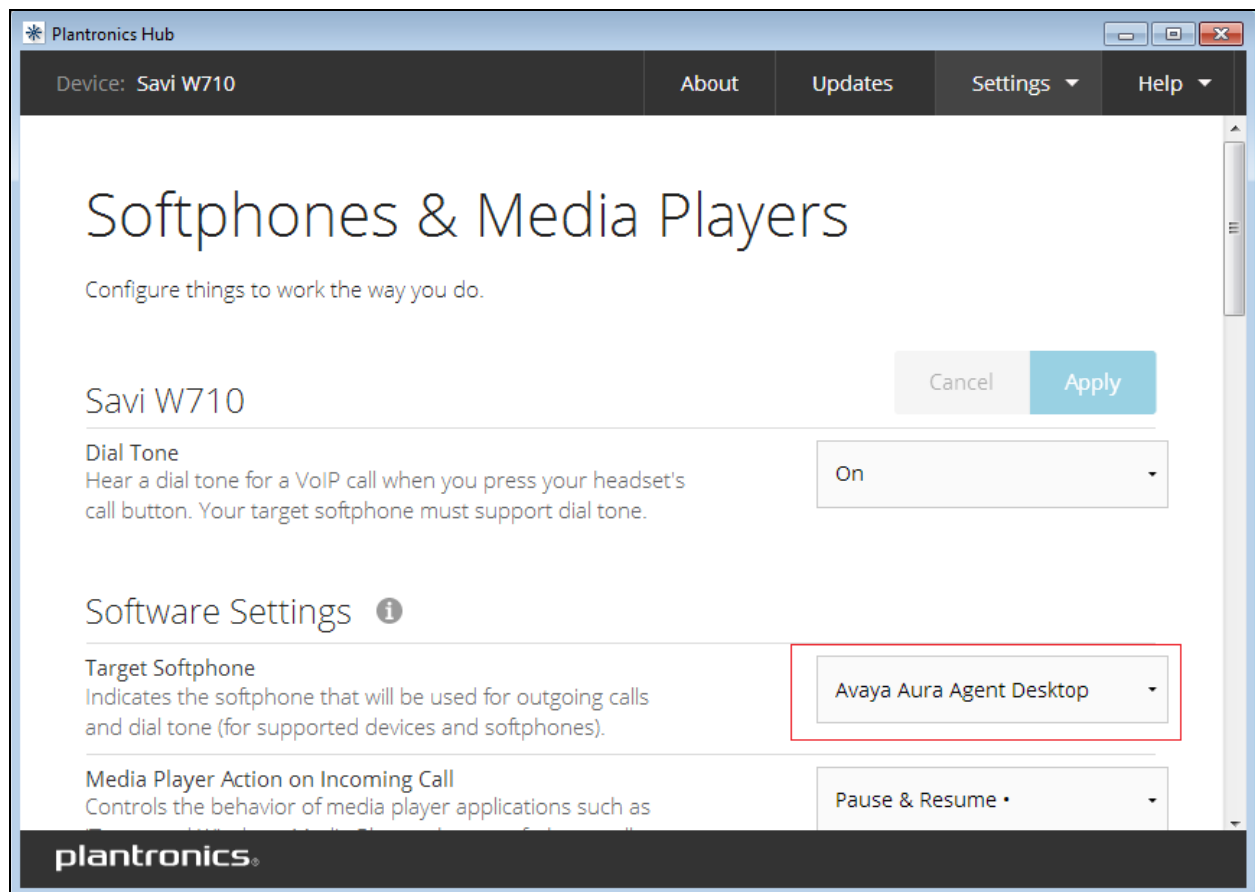 Plantronics Hub
Device: Savi W710 About Updates Settings Help
Softphones & Media Players
Configure things to work the way you do.
Cancel Apply
Savi W710
Dial Tone
Hear a dial tone for a VoIP call when you press your headset's
call button. Your target softphone must support dial tone.
On
Software Settings
Target Softphone
Indicates the softphone that will be used for outgoing calls
and dial tone (for supported devices and softphones).
Avaya Aura Agent Desktop
Media Player Action on Incoming Call
Controls the behavior of media player applications such as
Pause & Resume •
plantronics®